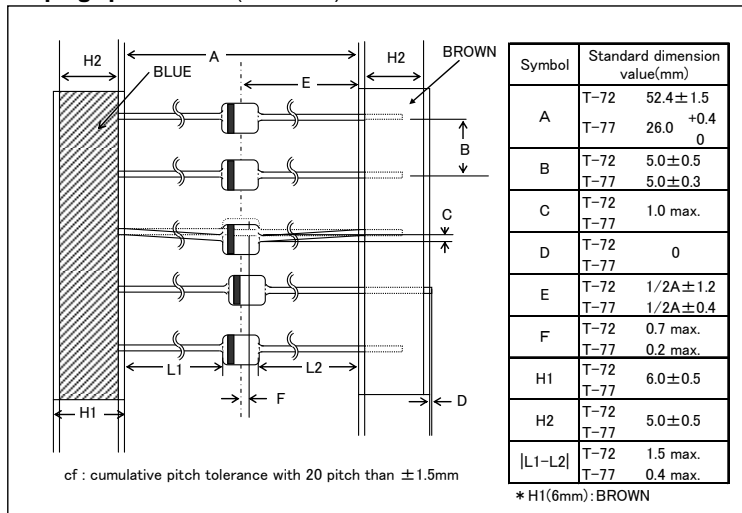 A
H2
BLUE
E
H2
BROWN
B
C
L1
L2
F
D
H1
cf : cumulative pitch tolerance with 20 pitch than ±1.5mm
Symbol Standard dimension value(mm)
A T-72 52.4±1.5
T-77 26.0 +0.4 0
B T-72 5.0±0.5
T-77 5.0±0.3
C T-72 1.0 max.
T-77
D T-72 0
T-77
E T-72 1/2A±1.2
T-77 1/2A±0.4
F T-72 0.7 max.
T-77 0.2 max.
H1 T-72 6.0±0.5
T-77
H2 T-72 5.0±0.5
T-77
|L1-L2| T-72 1.5 max.
T-77 0.4 max.
*H1(6mm):BROWN